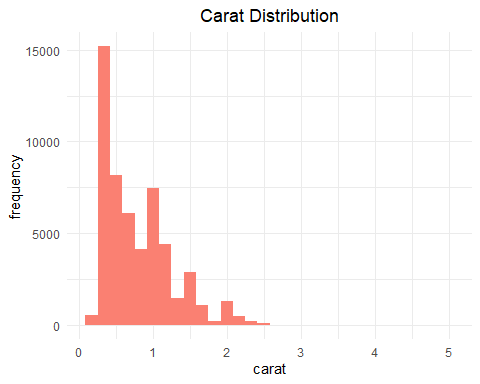 Carat Distribution
15000
10000
5000
0
frequency
0 1 2 3 4 5
carat